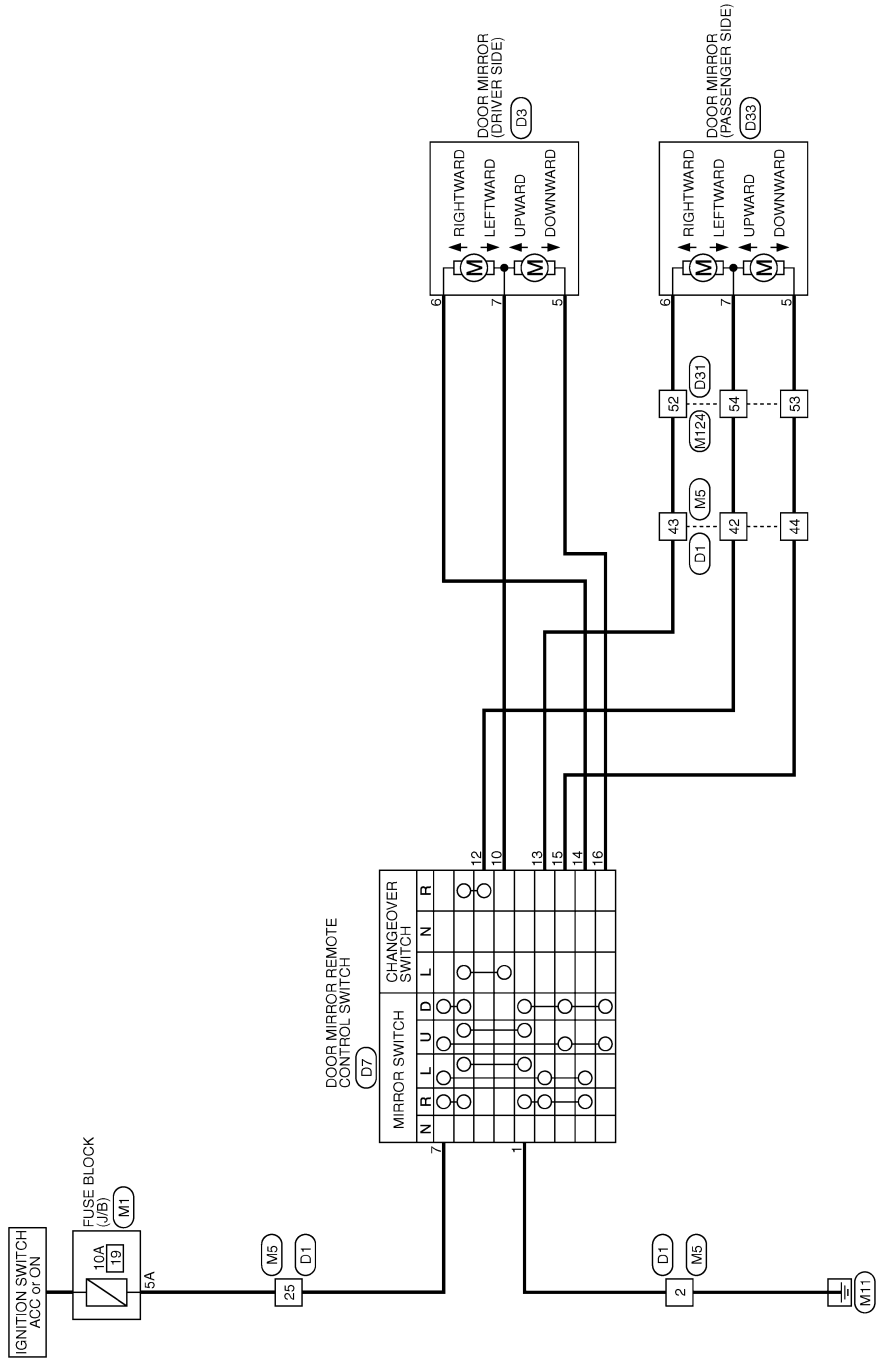 IGNITION SWITCH
ACC or ON
FUSE BLOCK
(J/B)
M1
10A
19
5A
M5
D1
25
DOOR MIRROR REMOTE
CONTROL SWITCH
D7
MIRROR SWITCH
CHANGEOVER
SWITCH
N R L U D L N R
7
1
12
10
13
15
14
16
D1
M5
2
M11
DOOR MIRROR
(DRIVER SIDE)
D3
6
7
5
M
M
RIGHTWARD
LEFTWARD
UPWARD
DOWNWARD
D1
M5
43
42
44
M124
D31
52
54
53
DOOR MIRROR
(PASSENGER SIDE)
D33
6
7
5
M
M
RIGHTWARD
LEFTWARD
UPWARD
DOWNWARD